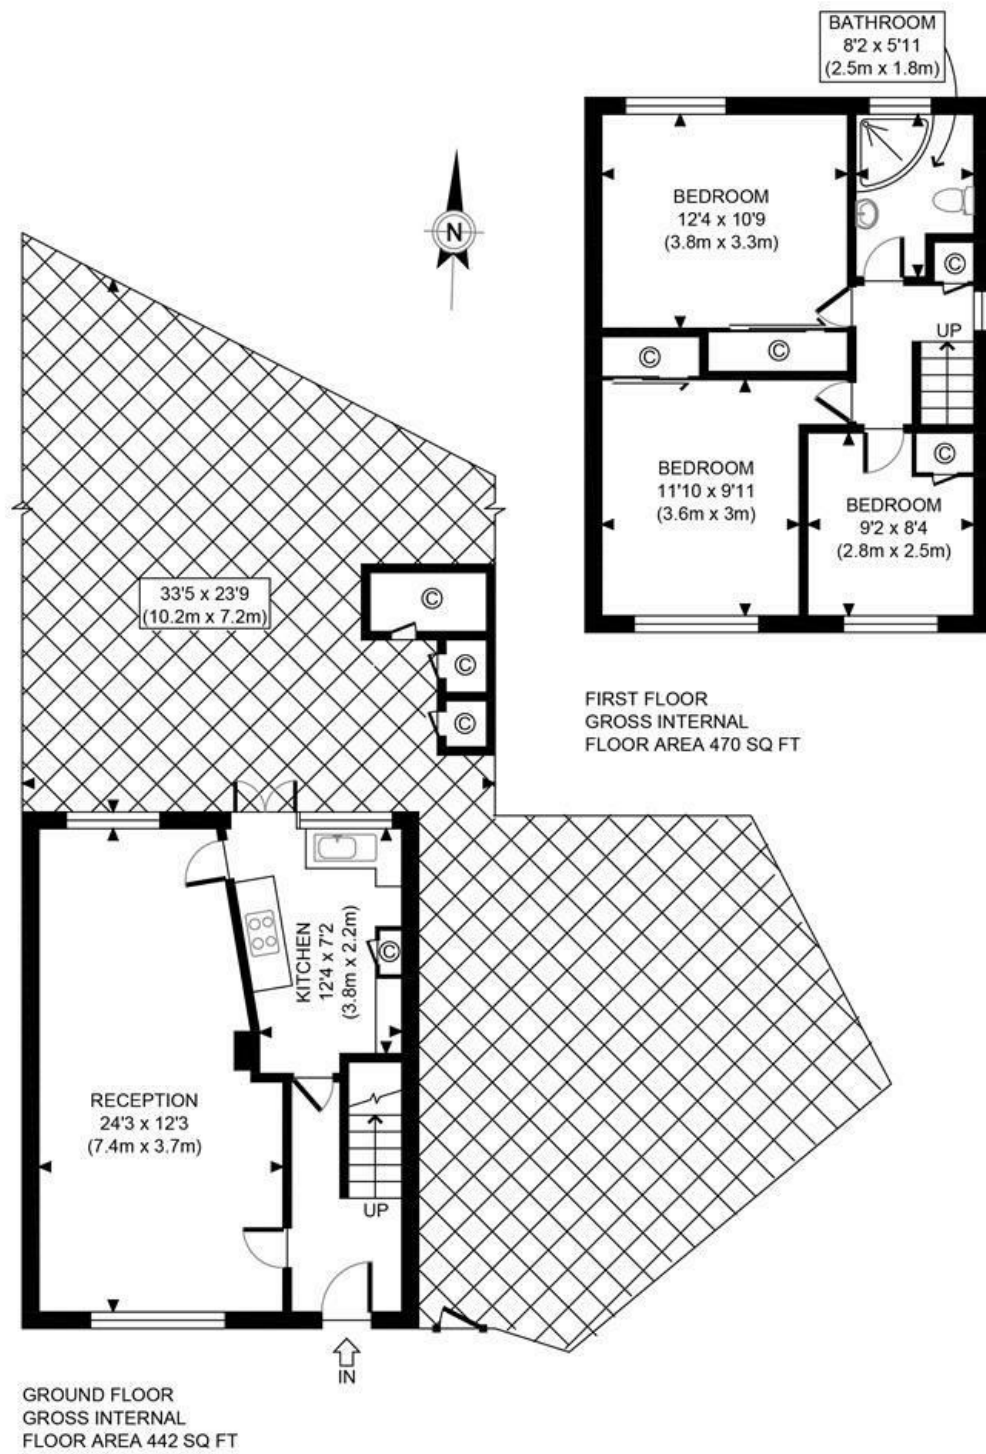 BATHROOM
8'2 x 5'11
(2.5m x 1.8m)
BEDROOM
12'4 x 10'9
(3.8m x 3.3m)
N
©
UP
©
©
BEDROOM
11'10 x 9'11
(3.6m x 3m)
©
BEDROOM
9'2 x 8'4
(2.8m x 2.5m)
33'5 x 23'9
(10.2m x 7.2m)
©
©
©
FIRST FLOOR
GROSS INTERNAL
FLOOR AREA 470 SQ FT
KITCHEN
12'4 x 7'2
(3.8m x 2.2m)
©
RECEPTION
24'3 x 12'3
(7.4m x 3.7m)
UP
IN
GROUND FLOOR
GROSS INTERNAL
FLOOR AREA 442 SQ FT